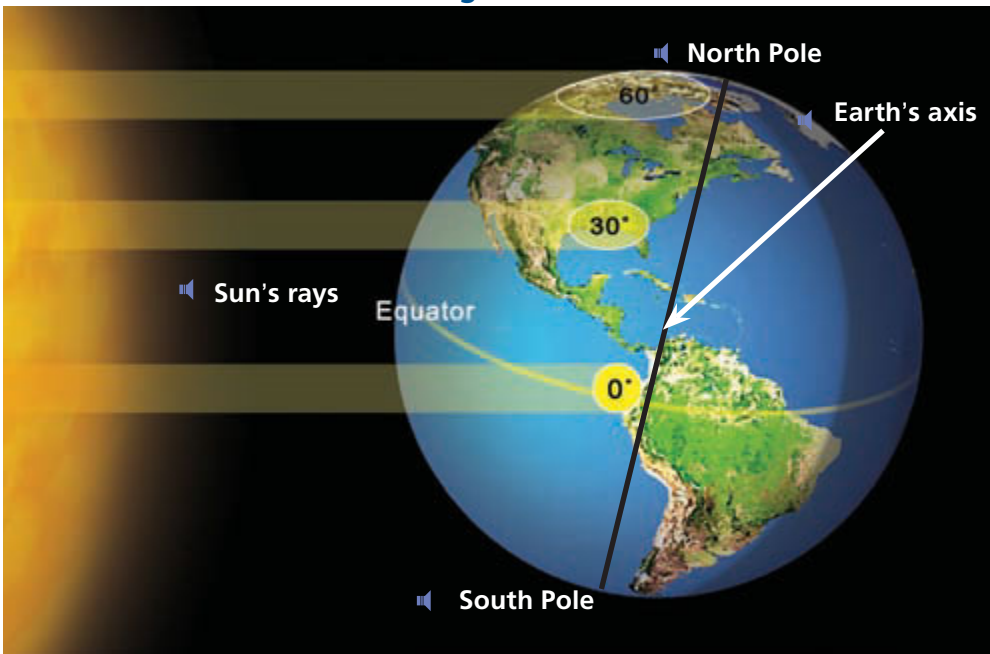 North Pole
60°
Earth's axis
30°
Sun's rays
Equator
0°
South Pole